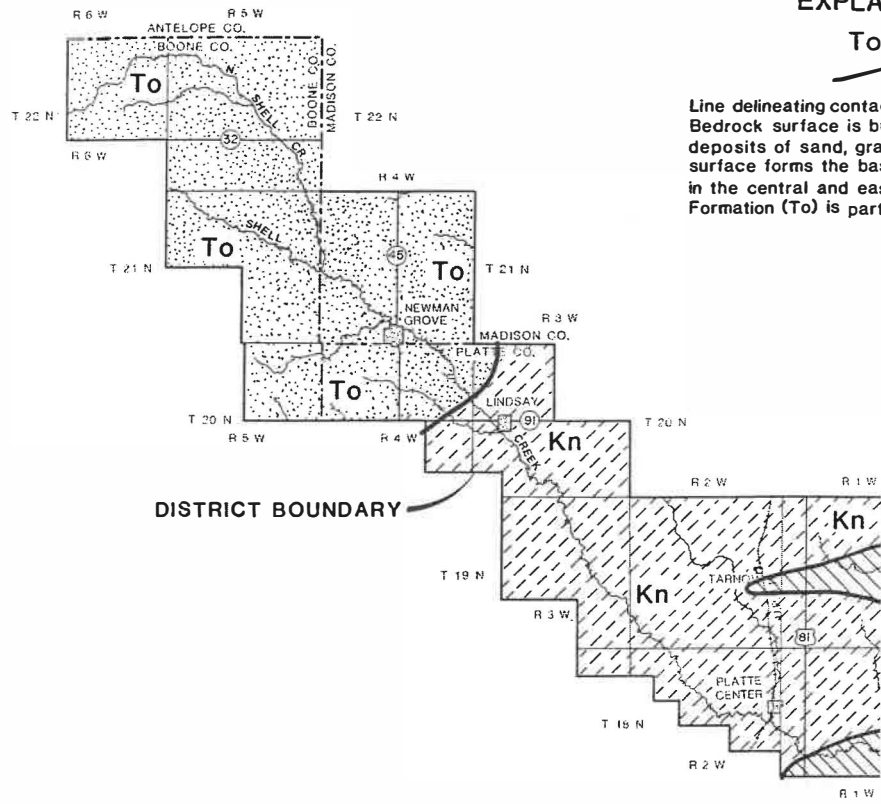 EXPLA
To
Line delineating contac
Bedrock surface is b
deposits of sand, gra
surface forms the bas
in the central and eas
Formation (To) is part
R 6 W
R 5 W
ANTELOPE CO.
BOONE CO.
To
N
SHELL
CR
BOONE CO.
MADISON CO.
T 22 N
T 22 N
32
R 6 W
R 4 W
SHELL
To
45
To
T 21 N
T 21 N
NEWMAN
GROVE
R 3 W
MADISON CO.
PLATTE CO.
To
LINDSAY
91
T 20 N
T 20 N
R 5 W
R 4 W
CREEK
Kn
R 2 W
R 1 W
DISTRICT BOUNDARY
Kn
TARNOV
T 19 N
Kn
R 3 W
81
PLATTE
CENTER
T 18 N
R 2 W
R 1 W